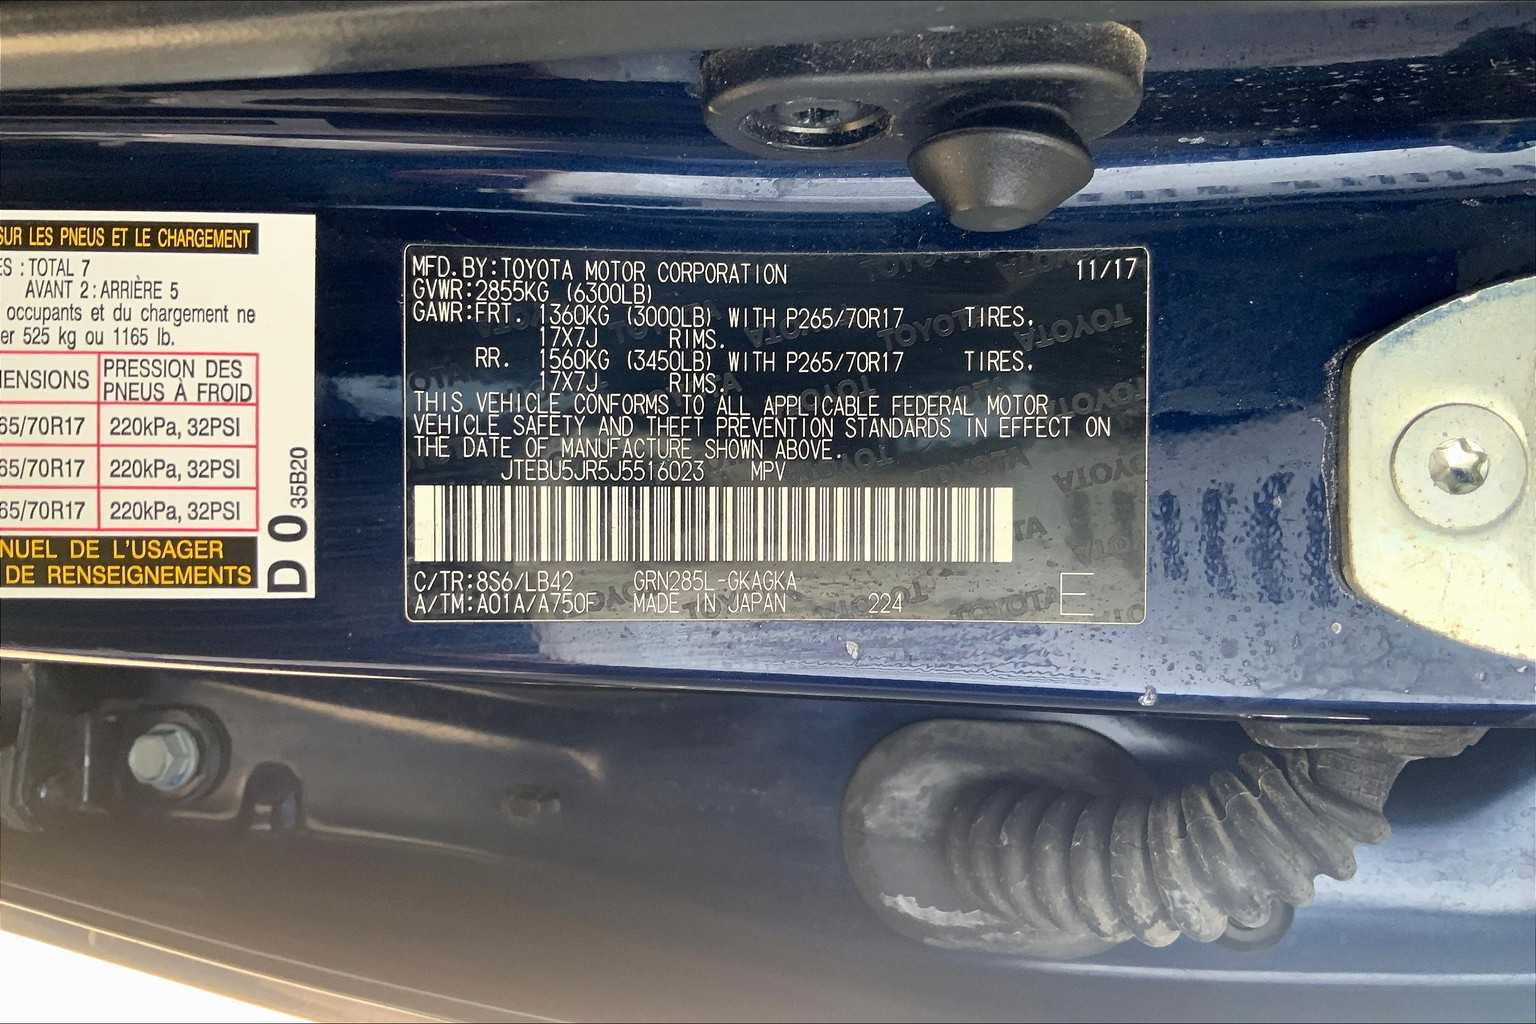 SUR LES PNEUS ET LE CHARGEMENT
ES : TOTAL 7
AVANT 2 : ARRIÈRE 5
occupants et du chargement ne
er 525 kg ou 1165 lb.
MENSIONS PRESSION DES PNEUS À FROID
65/70R17 220kPa, 32PSI
65/70R17 220kPa, 32PSI
65/70R17 220kPa, 32PSI
NUEL DE L'USAGER
DE RENSEIGNEMENTS
D 0 35B20
MFD. BY: TOYOTA MOTOR CORPORATION 11/17
GVWR: 2855KG (6300LB)
GAWR: FRT. 1360KG (3000LB) WITH P265/70R17 TIRES,
17X7J RIMS.
RR. 1560KG (3450LB) WITH P265/70R17 TIRES,
17X7J RIMS.
THIS VEHICLE CONFORMS TO ALL APPLICABLE FEDERAL MOTOR
VEHICLE SAFETY AND THEFT PREVENTION STANDARDS IN EFFECT ON
THE DATE OF MANUFACTURE SHOWN ABOVE.
JTEBU5JR5J5516023 MPV
C/TR: 8S6/LB42 GRN285L-GKAGKA
A/TM: A01A/A750F MADE IN JAPAN 224 E